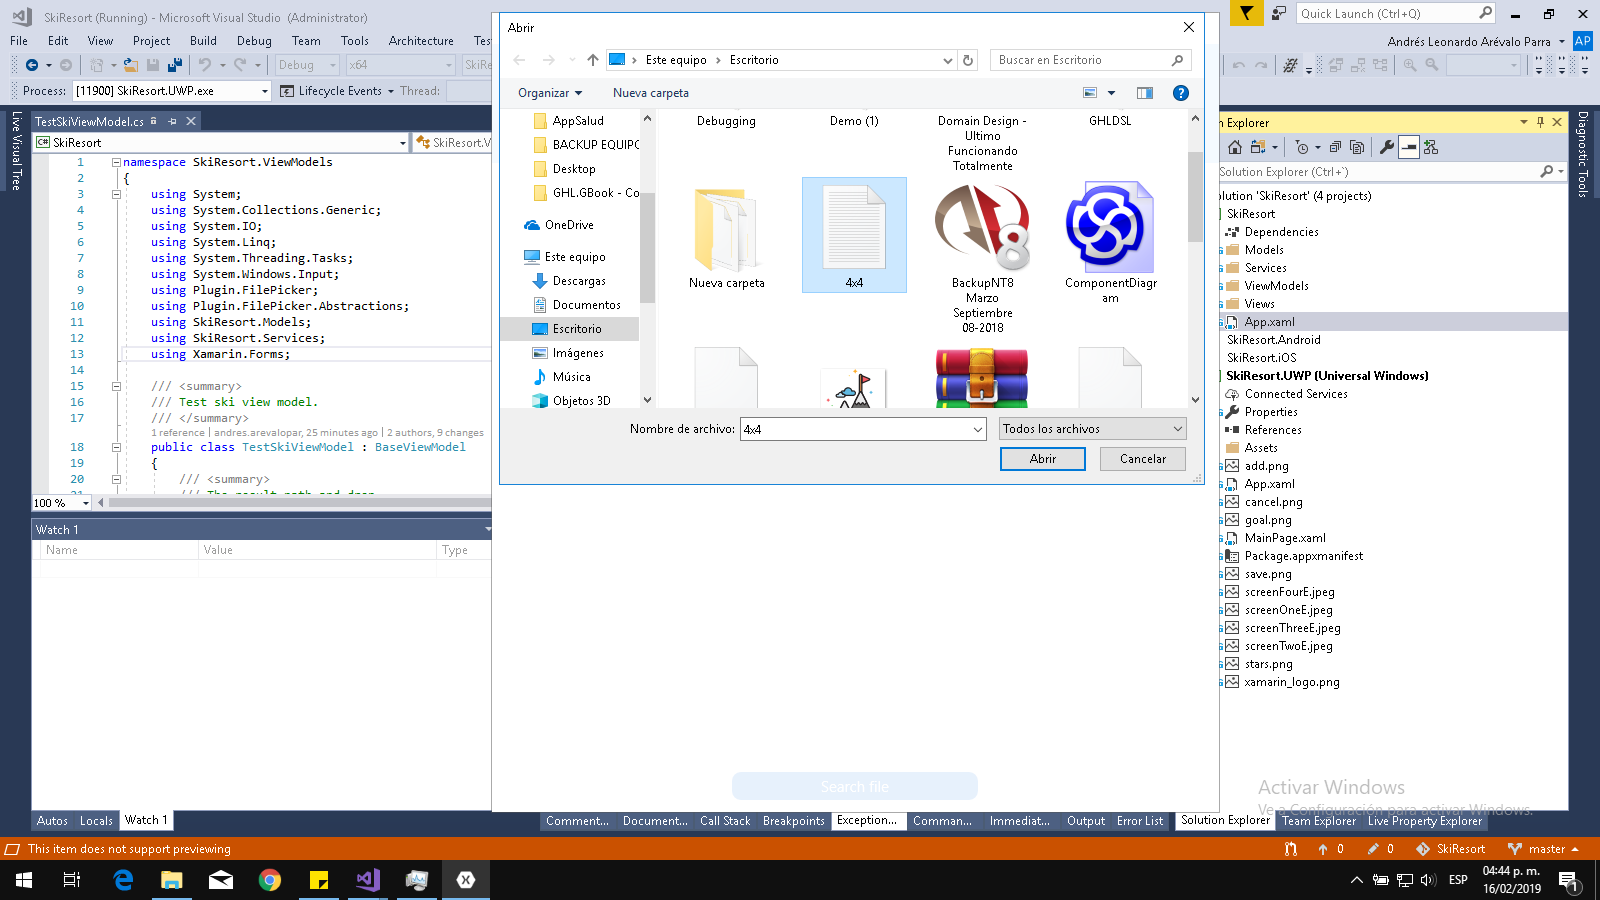 SkiResort (Running) - Microsoft Visual Studio (Administrator)
Quick Launch (Ctrl+Q)
File Edit View Project Build Debug Team Tools Architecture
Andrés Leonardo Arévalo Parra AP
Debug x64
Process: [11900] SkiResort.UWP.exe Lifecycle Events Thread:
Live Visual Tree
TestSkiViewModel.cs
SkiResort SkiResort.V
1 namespace SkiResort.ViewModels
2 {
3 using System;
4 using System.Collections.Generic;
5 using System.IO;
6 using System.Linq;
7 using System.Threading.Tasks;
8 using System.Windows.Input;
9 using Plugin.FilePicker;
10 using Plugin.FilePicker.Abstractions;
11 using SkiResort.Models;
12 using SkiResort.Services;
13 using Xamarin.Forms;
14
15 /// <summary>
16 /// Test ski view model.
17 /// </summary>
1 reference | andres.arevalopar, 25 minutes ago | 2 authors, 9 changes
18 public class TestSkiViewModel : BaseViewModel
19 {
20 /// <summary>
100 %
Watch 1
Name Value Type
Autos Locals Watch 1
Abrir
Este equipo > Escritorio
Buscar en Escritorio
Organizar Nueva carpeta
AppSalud
BACKUP EQUIPO
Desktop
GHL.GBook - Co
OneDrive
Este equipo
Descargas
Documentos
Escritorio
Imágenes
Música
Objetos 3D
Debugging
Demo (1)
Domain Design -
Ultimo
Funcionando
Totalmente
GHLDSL
Nueva carpeta
4x4
BackupNT8
Marzo
Septiembre
08-2018
ComponentDiagr
am
Nombre de archivo: 4x4 Todos los archivos
Abrir Cancelar
Search file
Comment... Document... Call Stack Breakpoints Exception... Comman... Immediat... Output Error List
Explorer
Diagnostic Tools
Solution Explorer (Ctrl+')
olution 'SkiResort' (4 projects)
SkiResort
Dependencies
Models
Services
ViewModels
Views
App.xaml
SkiResort.Android
SkiResort.iOS
SkiResort.UWP (Universal Windows)
Connected Services
Properties
References
Assets
add.png
App.xaml
cancel.png
goal.png
MainPage.xaml
Package.appxmanifest
save.png
screenFourE.jpeg
screenOneE.jpeg
screenThreeE.jpeg
screenTwoE.jpeg
stars.png
xamarin_logo.png
Activar Windows
Ve a Configuración para activar Windows.
Solution Explorer Team Explorer Live Property Explorer
This item does not support previewing
0 0 SkiResort master
ESP
04:44 p. m.
16/02/2019
1